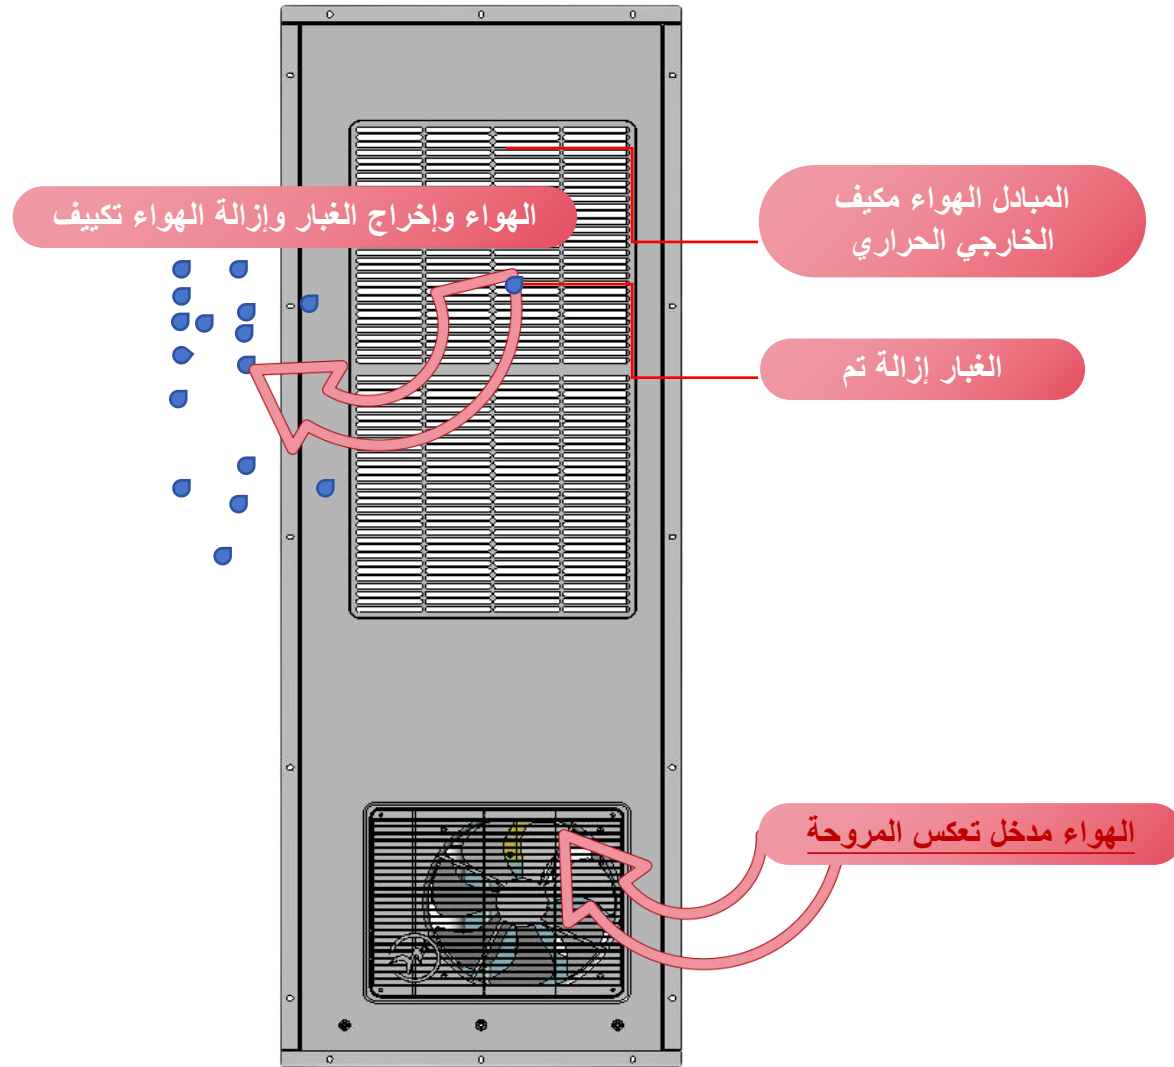 المبادل الهواء مكيف
الخارجي الحراري
الهواء وإخراج الغبار وإزالة الهواء تكييف
الغبار إزالة تم
الهواء مدخل تعكس المروحة